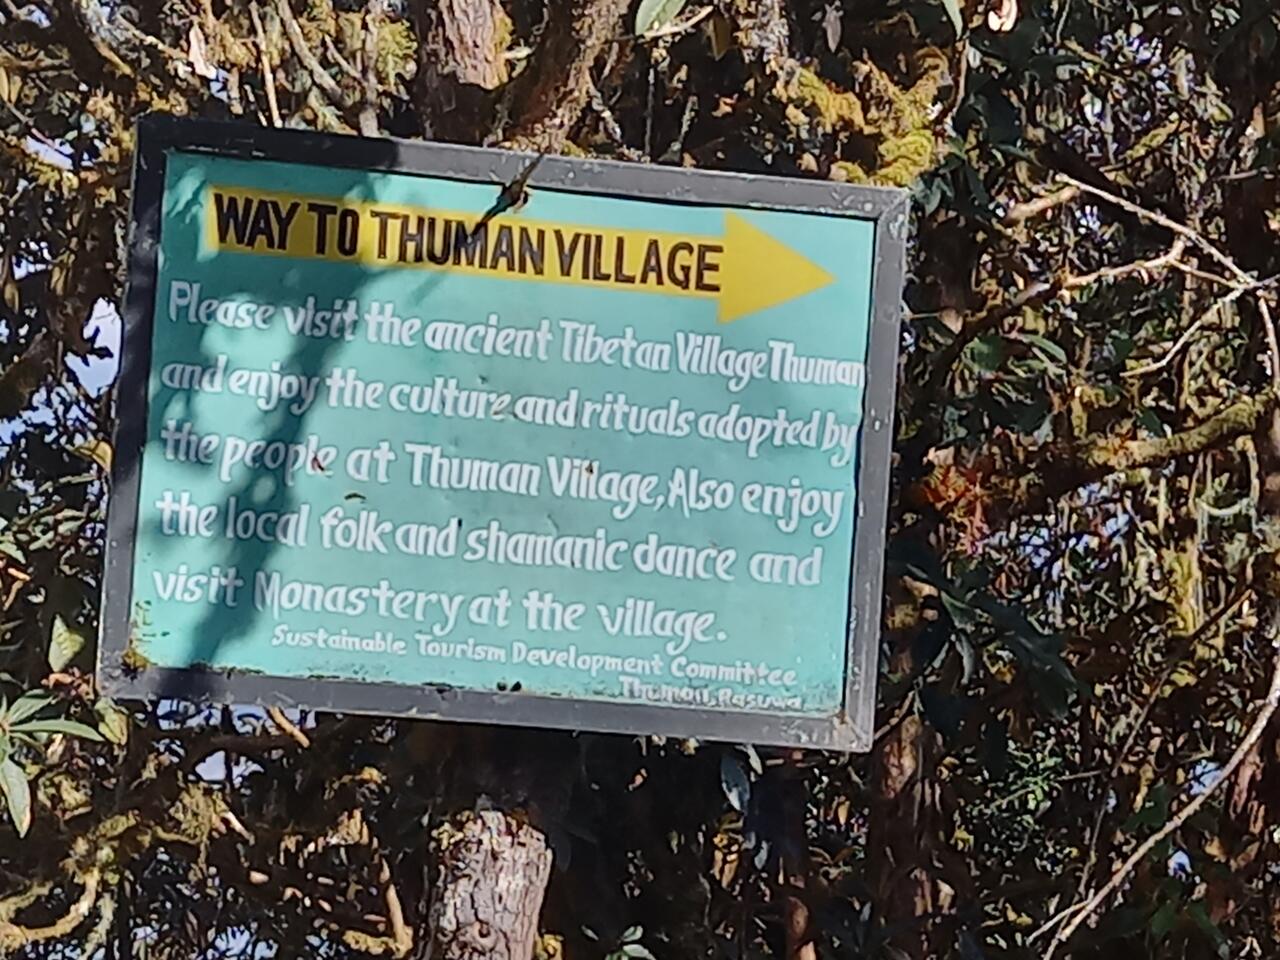 WAY TO THUMAN VILLAGE
Please visit the ancient Tibetan Village Thuman
and enjoy the culture and rituals adopted by
the people at Thuman Village, Also enjoy
the local folk and shamanic dance and
visit Monastery at the village.
Sustainable Tourism Development Committee
Thuman, Rasuwa